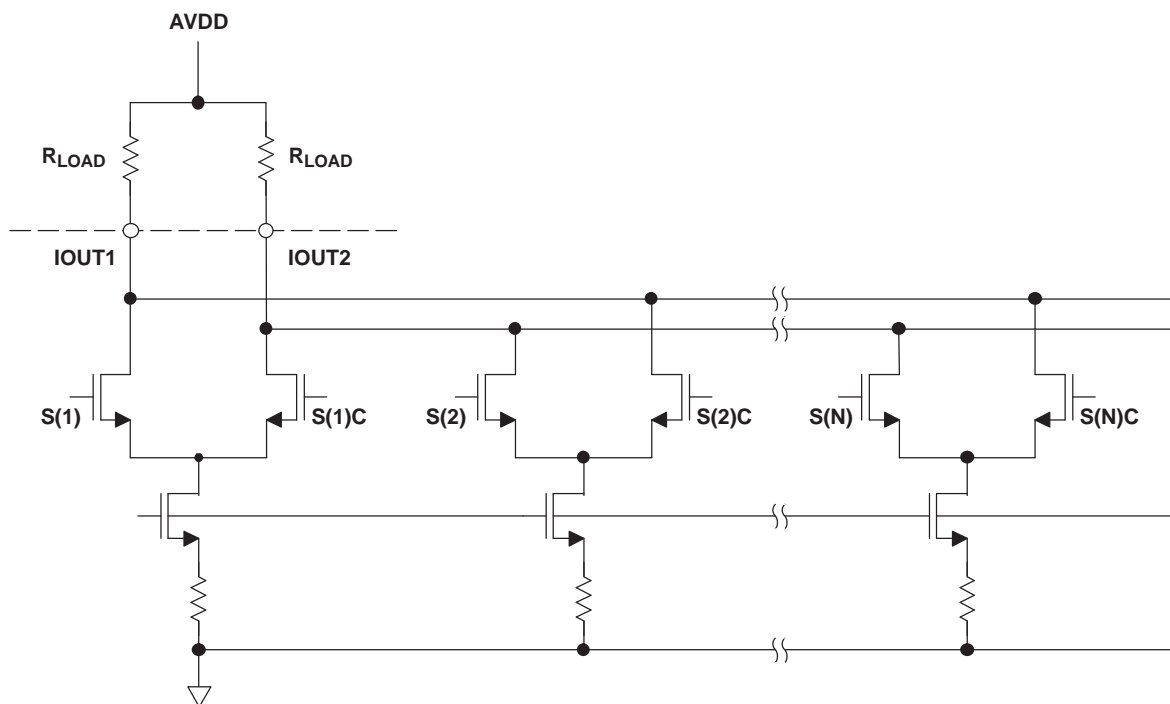 AVDD
RLOAD RLOAD
IOUT1 IOUT2
S(1) S(1)C S(2) S(2)C S(N) S(N)C